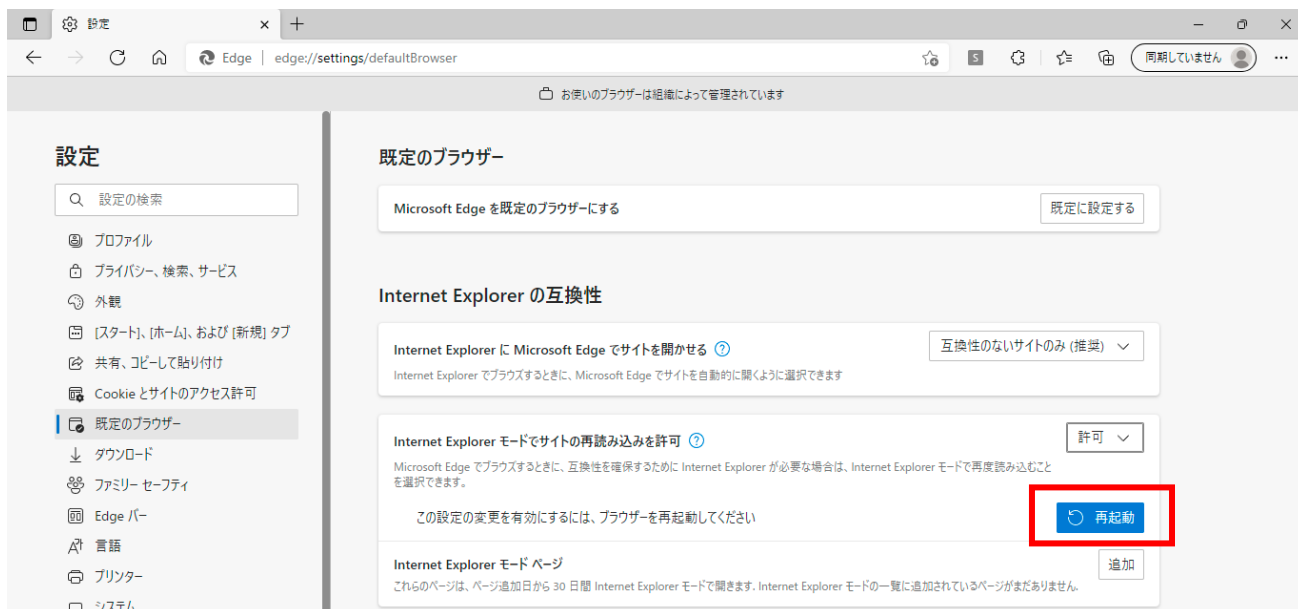 設定
Edge | edge://settings/defaultBrowser
S
同期していません
お使いのブラウザーは組織によって管理されています
設定
設定の検索
プロファイル
プライバシー、検索、サービス
外観
[スタート]、[ホーム]、および [新規] タブ
共有、コピーして貼り付け
Cookie とサイトのアクセス許可
既定のブラウザー
ダウンロード
ファミリー セーフティ
Edge バー
言語
プリンター
システム
既定のブラウザー
Microsoft Edge を既定のブラウザーにする
既定に設定する
Internet Explorer の互換性
Internet Explorer に Microsoft Edge でサイトを開かせる
互換性のないサイトのみ (推奨)
Internet Explorer でブラウズするときに、Microsoft Edge でサイトを自動的に開くように選択できます
Internet Explorer モードでサイトの再読み込みを許可
許可
Microsoft Edge でブラウズするときに、互換性を確保するために Internet Explorer が必要な場合は、Internet Explorer モードで再度読み込むこと
を選択できます。
この設定の変更を有効にするには、ブラウザーを再起動してください
再起動
Internet Explorer モード ページ
追加
これらのページは、ページ追加日から 30 日間 Internet Explorer モードで開きます. Internet Explorer モードの一覧に追加されているページがまだありません.